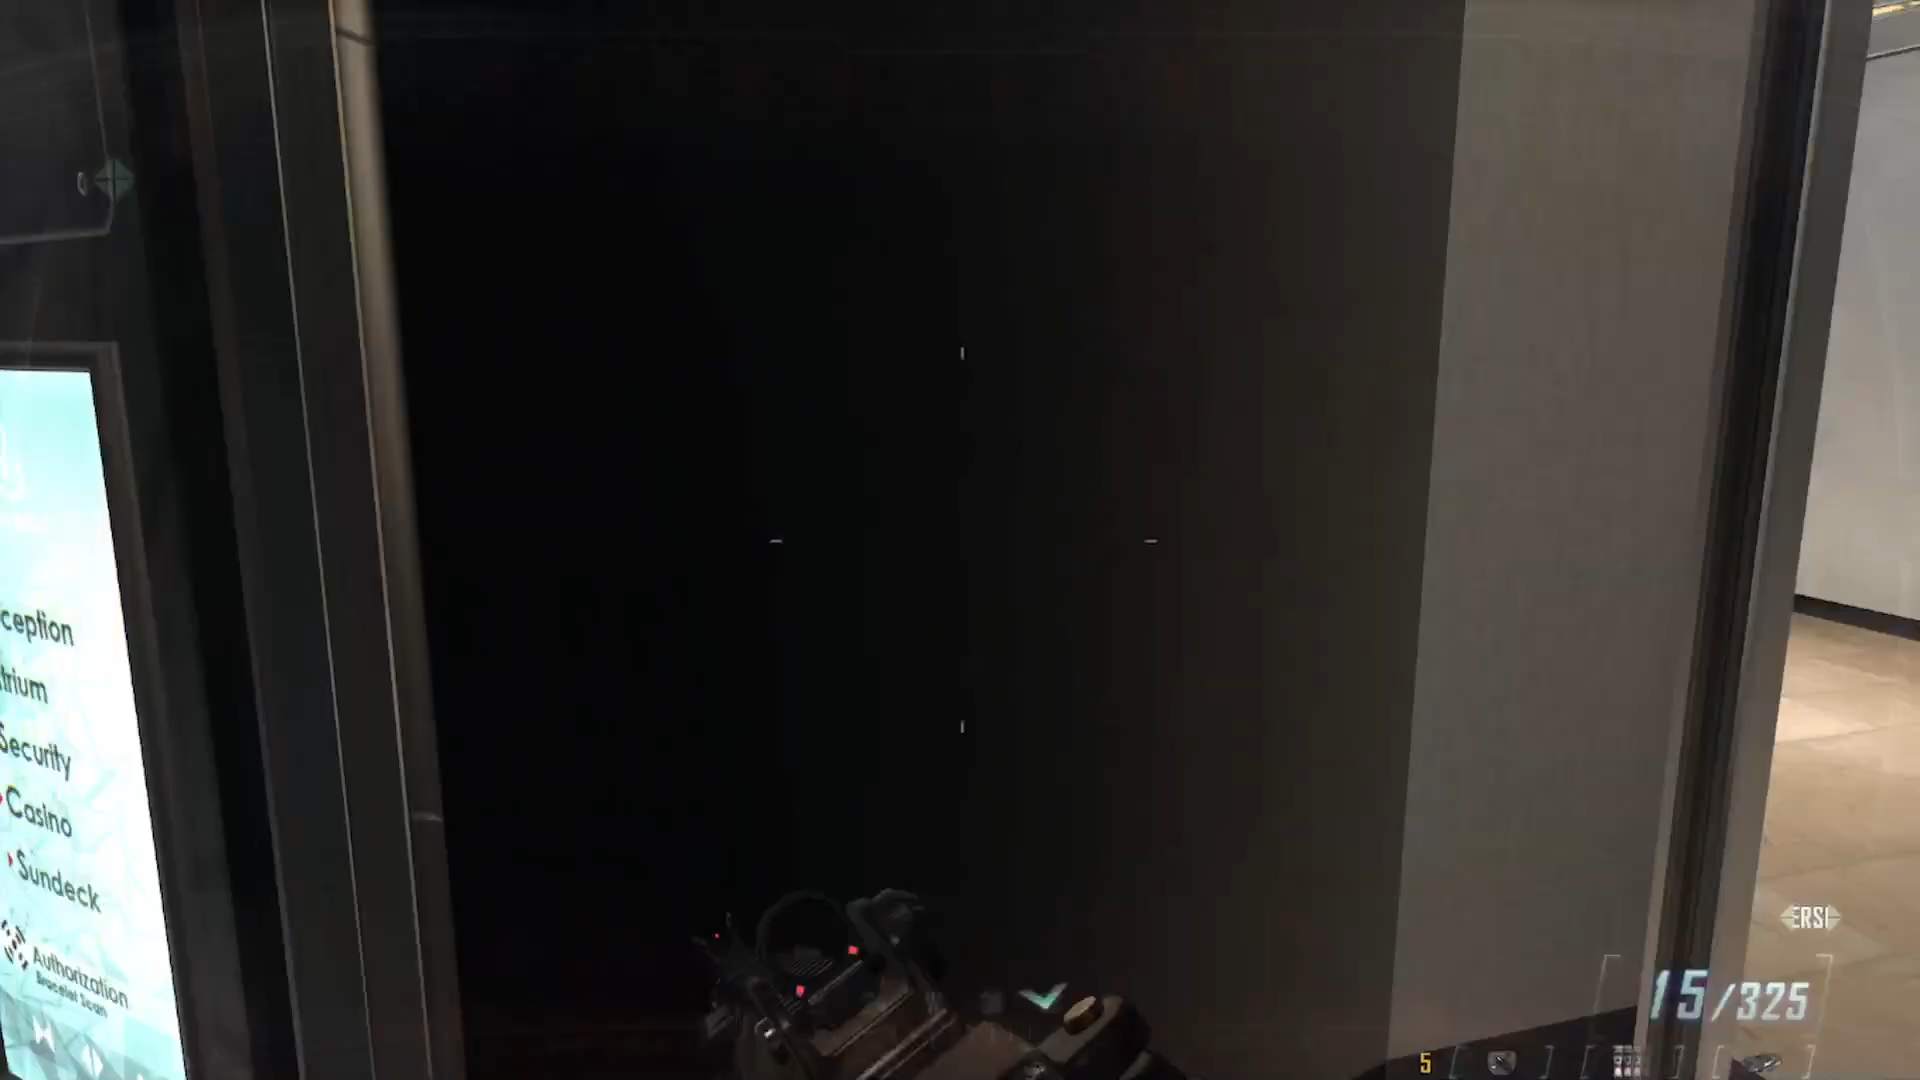 ception
trium
Security
Casino
Sundeck
Authorization
Bracelet Scan
ERSI
15/325
5